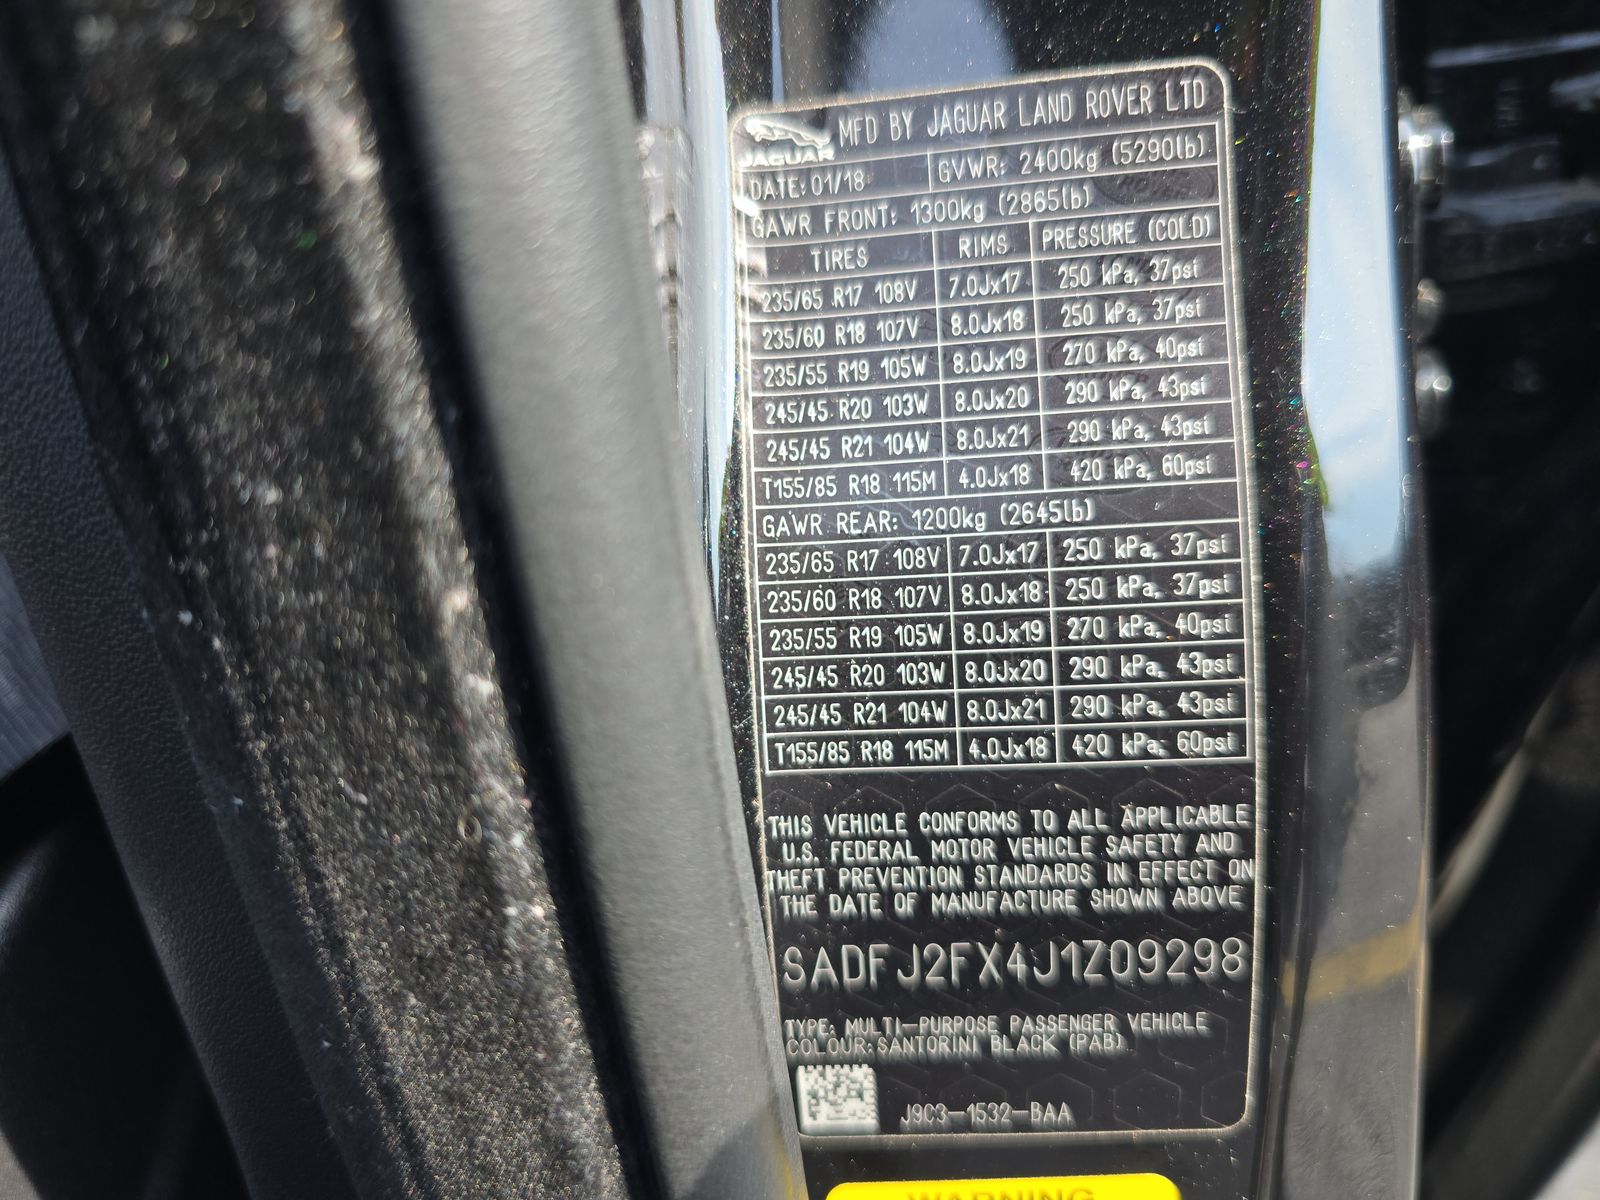 JAGUAR MFD BY JAGUAR LAND ROVER LTD
DATE: 01/18 GVWR: 2400kg (5290lb)
GAWR FRONT: 1300kg (2865lb)
TIRES RIMS PRESSURE (COLD)
235/65 R17 108V 7.0Jx17 250 kPa, 37psi
235/60 R18 107V 8.0Jx18 250 kPa, 37psi
235/55 R19 105W 8.0Jx19 270 kPa, 40psi
245/45 R20 103W 8.0Jx20 290 kPa, 43psi
245/45 R21 104W 8.0Jx21 290 kPa, 43psi
T155/85 R18 115M 4.0Jx18 420 kPa, 60psi
GAWR REAR: 1200kg (2645lb)
235/65 R17 108V 7.0Jx17 250 kPa, 37psi
235/60 R18 107V 8.0Jx18 250 kPa, 37psi
235/55 R19 105W 8.0Jx19 270 kPa, 40psi
245/45 R20 103W 8.0Jx20 290 kPa, 43psi
245/45 R21 104W 8.0Jx21 290 kPa, 43psi
T155/85 R18 115M 4.0Jx18 420 kPa, 60psi
THIS VEHICLE CONFORMS TO ALL APPLICABLE
U.S. FEDERAL MOTOR VEHICLE SAFETY AND
THEFT PREVENTION STANDARDS IN EFFECT ON
THE DATE OF MANUFACTURE SHOWN ABOVE
SADFJ2FX4J1Z09298
TYPE: MULTI-PURPOSE PASSENGER VEHICLE
COLOUR: SANTORINI BLACK (PAB)
J9C3-1532-BAA
WARNING